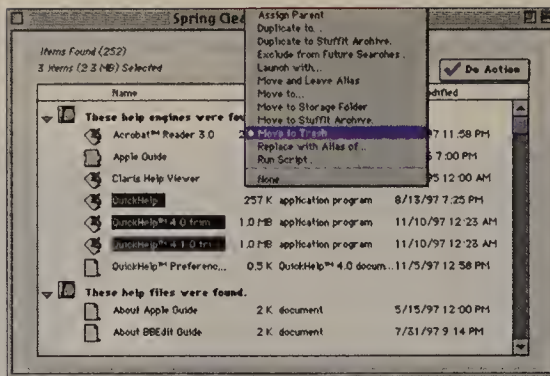 Spring Clea
Items Found (252)
3 Items (2.3 MB) Selected
Assign Parent
Duplicate to...
Duplicate to StuffIt Archive...
Exclude from Future Searches...
Launch with...
Move and Leave Alias
Move to...
Move to Storage Folder
Move to StuffIt Archive...
Move to Trash
Replace with Alias of...
Run Script...
None
Do Action
Name
dified
These help engines were fou
Acrobat™ Reader 3.0 2 97 11:58 PM
Apple Guide 7:00 PM
Claris Help Viewer 95 12:00 AM
QuickHelp 257 K application program 8/13/97 7:25 PM
QuickHelp™ 4.0 trim 1.0 MB application program 11/10/97 12:23 AM
QuickHelp™ 4.1.0 tri 1.0 MB application program 11/10/97 12:23 AM
QuickHelp™ Preferenc... 0.5 K QuickHelp™ 4.0 docum... 11/5/97 12:58 PM
These help files were found.
About Apple Guide 2 K document 5/15/97 12:00 PM
About BBEdit Guide 2 K document 7/31/97 9:14 PM